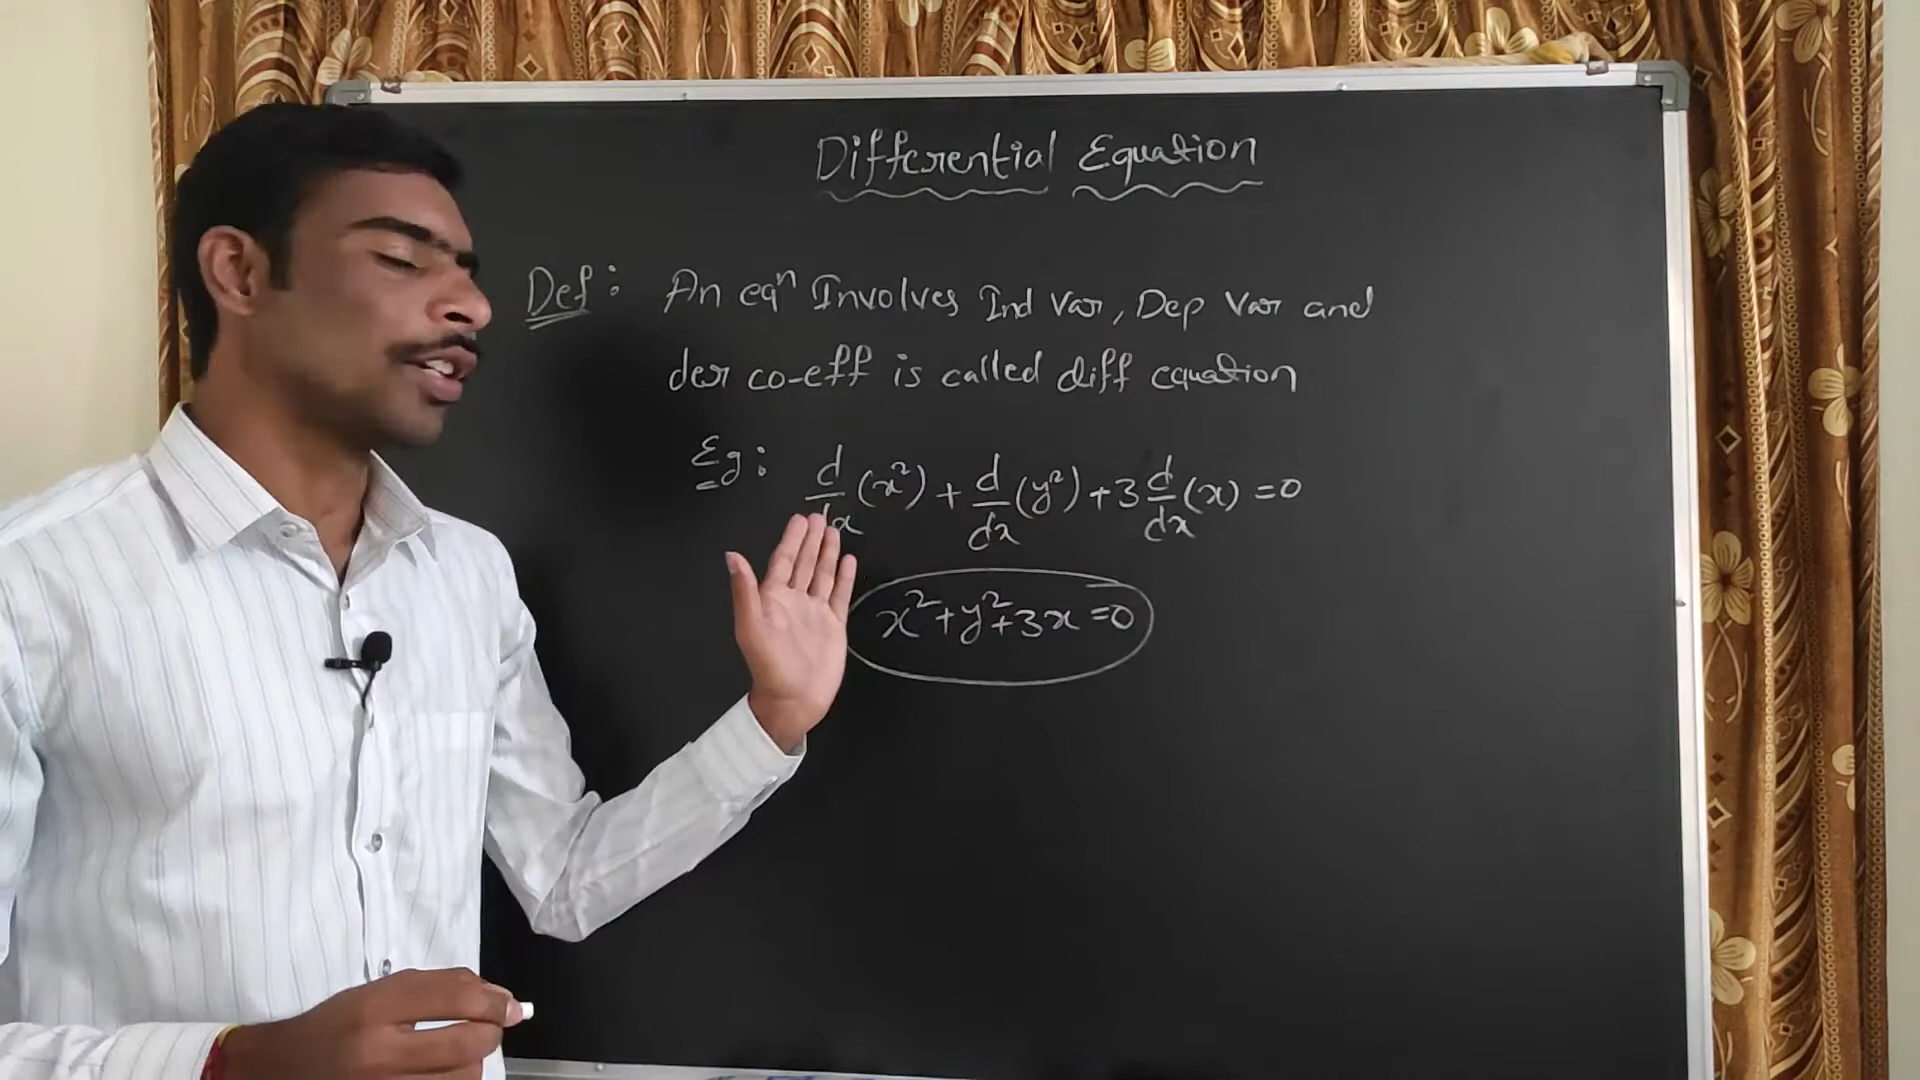 Differential Equation
Def: An eqⁿ Involves Ind Var, Dep Var and
der co-eff is called diff equation
Eg: d/dx (x²) + d/dx (y²) + 3 d/dx (x) = 0
x² + y² + 3x = 0